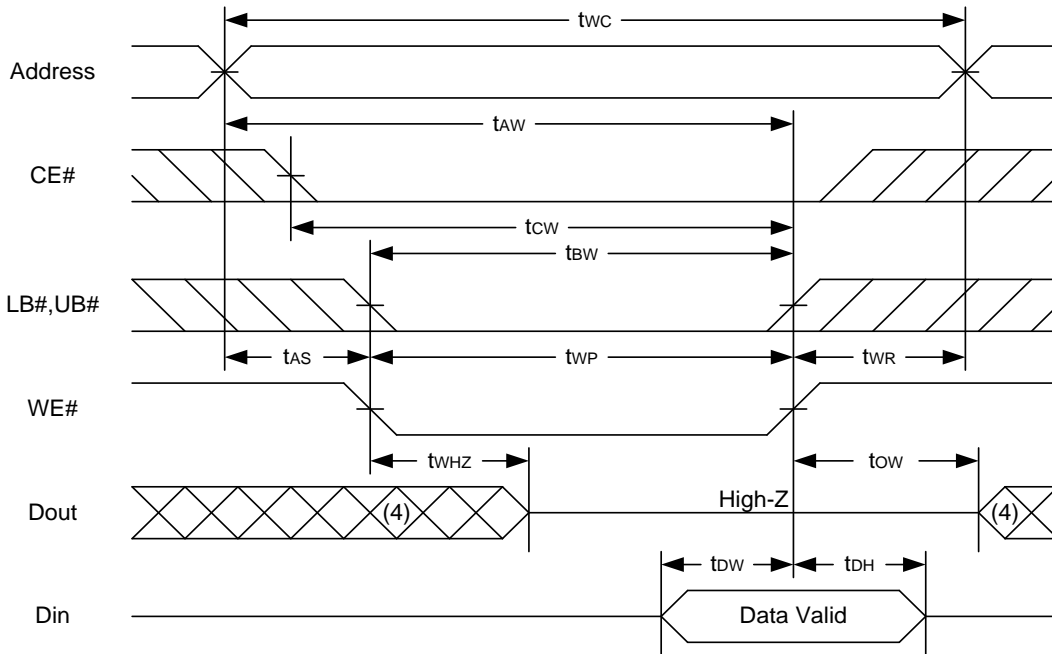 tWC
Address
tAW
CE#
tCW
tBW
LB#,UB#
tAS tWP tWR
WE#
tWHZ tOW
High-Z
Dout (4) (4)
tDW tDH
Din Data Valid